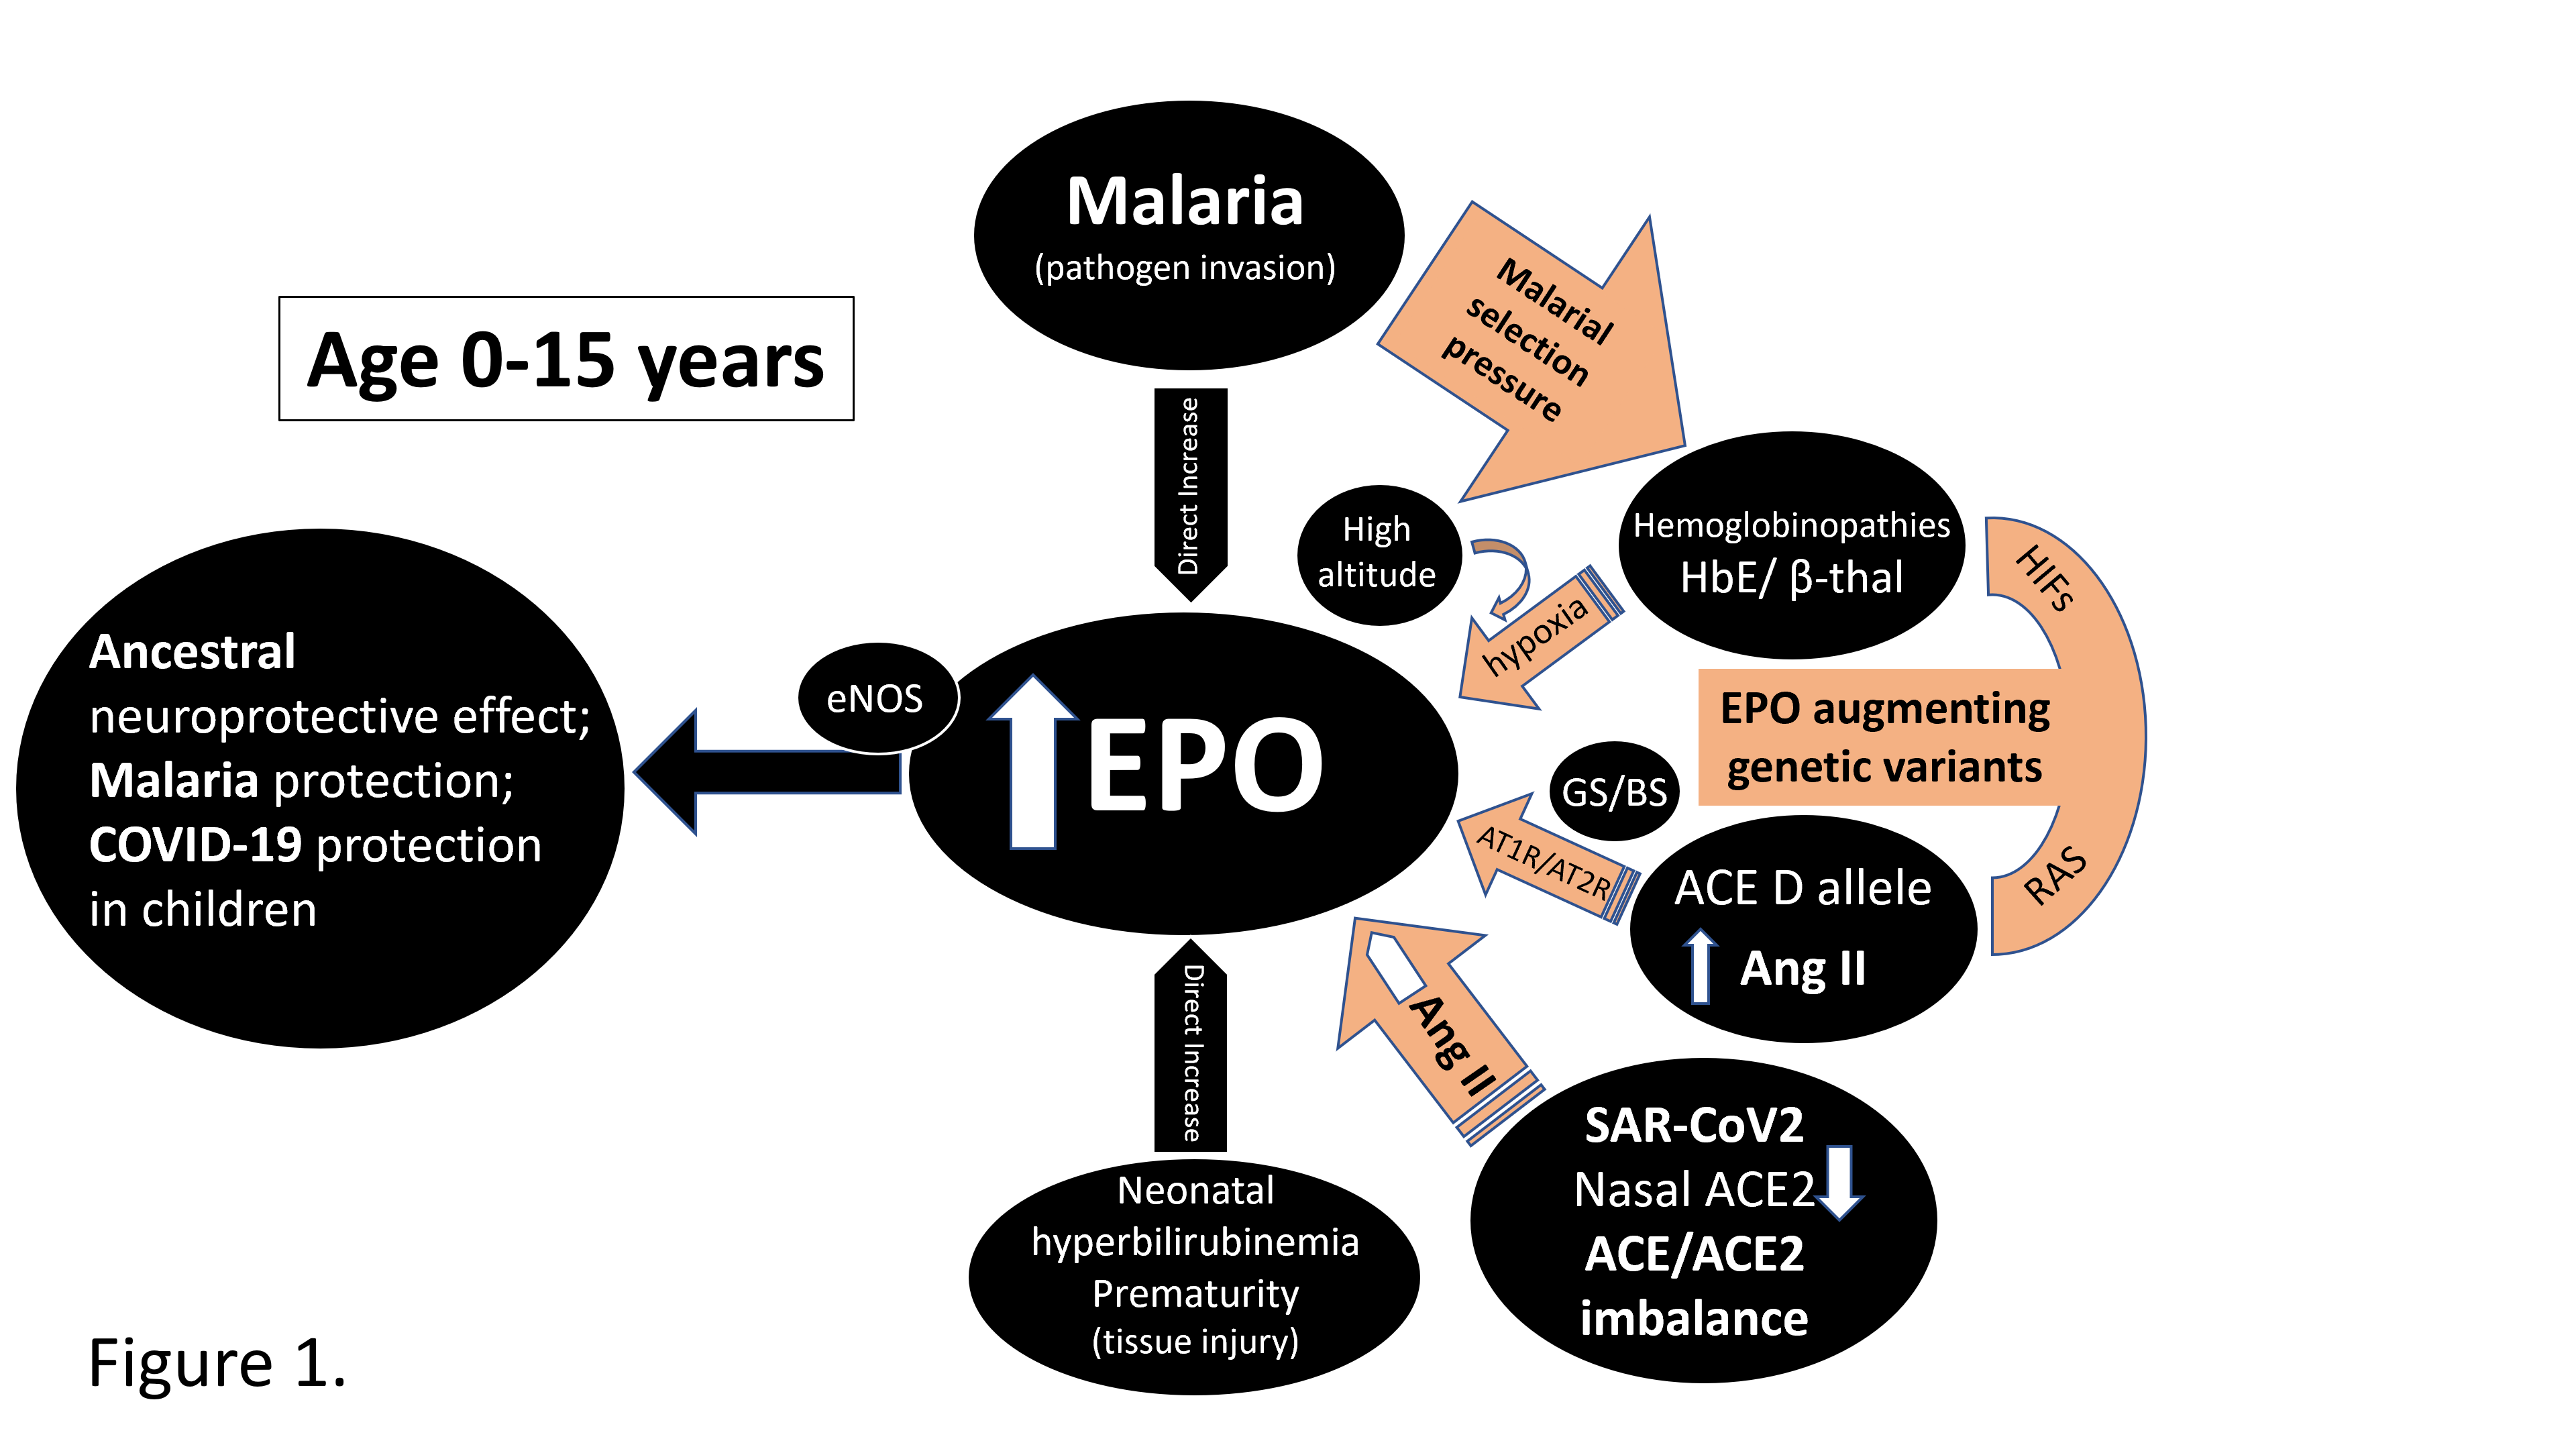 Malaria
(pathogen invasion)
Age 0-15 years
Malarial
selection
pressure
Direct Increase
High
altitude
hypoxia
Hemoglobinopathies
HbE/ β-thal
HIFs
EPO augmenting
genetic variants
RAS
Ancestral
neuroprotective effect;
Malaria protection;
COVID-19 protection
in children
eNOS
EPO
GS/BS
AT1R/AT2R
ACE D allele
Ang II
Ang II
Direct Increase
SAR-CoV2
Nasal ACE2
ACE/ACE2
imbalance
Neonatal
hyperbilirubinemia
Prematurity
(tissue injury)
Figure 1.